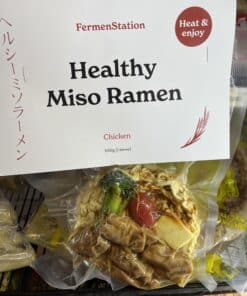 FermenStation
Heat &
enjoy
Healthy
Miso Ramen
ヘルシーミソラーメン
Chicken